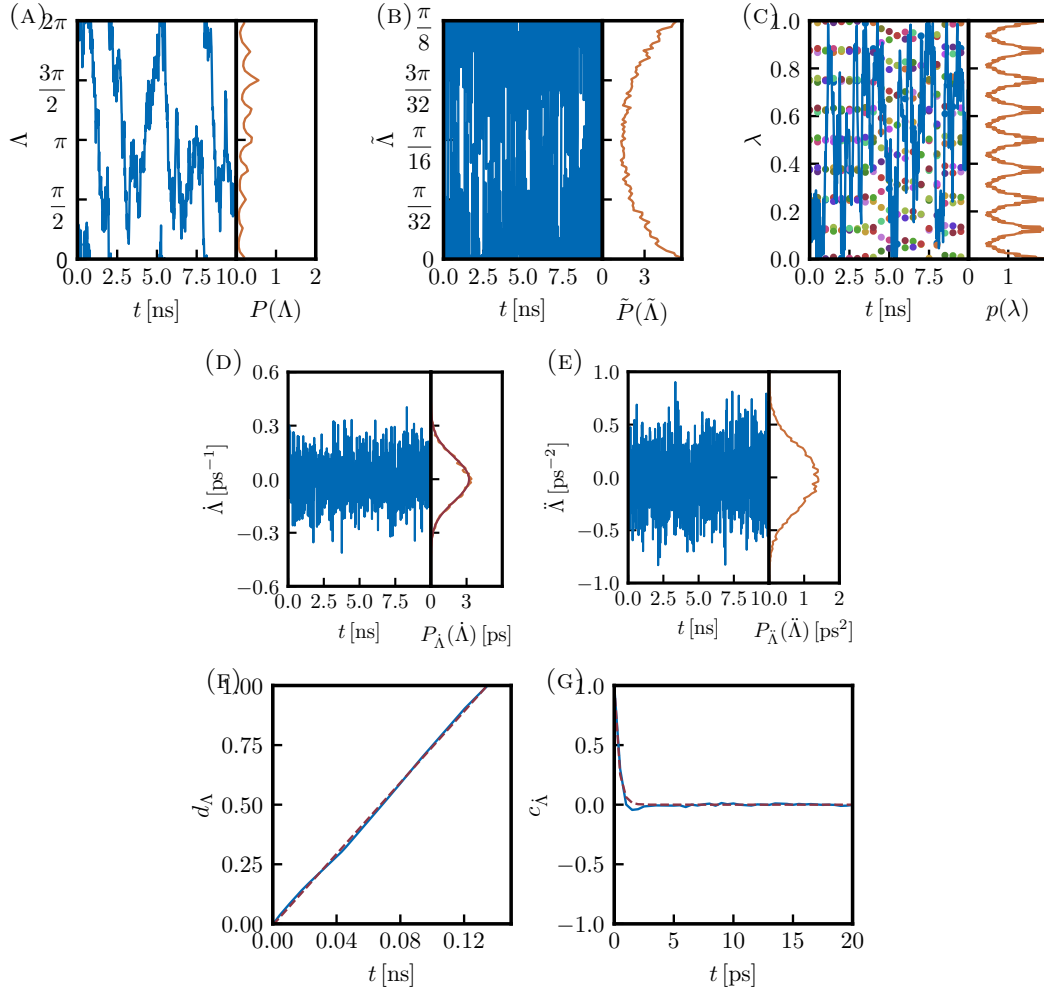 (A) (B) (C)
2π 3π/2 π π/2 0
Λ
0.0 2.5 5.0 7.5 10.0 0 1 2
t [ns] P(Λ)
π/8 3π/32 π/16 π/32 0
Λ̃
0.0 2.5 5.0 7.5 0 3
t [ns] P̃(Λ̃)
1.0 0.8 0.6 0.4 0.2 0.0
λ
0.0 2.5 5.0 7.5 0 1
t [ns] p(λ)
(D) (E)
0.6 0.3 0.0 −0.3 −0.6
Λ̇ [ps⁻¹]
0.0 2.5 5.0 7.5 0 3
t [ns] P_Λ̇(Λ̇) [ps]
1.0 0.5 0.0 −0.5 −1.0
Λ̈ [ps⁻²]
0.0 2.5 5.0 7.5 10.0 0 1 2
t [ns] P_Λ̈(Λ̈) [ps²]
(F) (G)
1.00 0.75 0.50 0.25 0.00
d_Λ
0.00 0.04 0.08 0.12
t [ns]
1.0 0.5 0.0 −0.5 −1.0
c_Λ̇
0 5 10 15 20
t [ps]